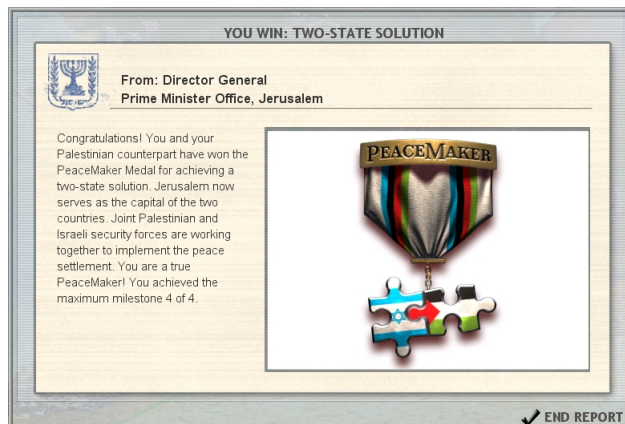 YOU WIN: TWO-STATE SOLUTION
From: Director General
Prime Minister Office, Jerusalem
Congratulations! You and your
Palestinian counterpart have won the
PeaceMaker Medal for achieving a
two-state solution. Jerusalem now
serves as the capital of the two
countries. Joint Palestinian and
Israeli security forces are working
together to implement the peace
settlement. You are a true
PeaceMaker! You achieved the
maximum milestone 4 of 4.
PEACEMAKER
END REPORT